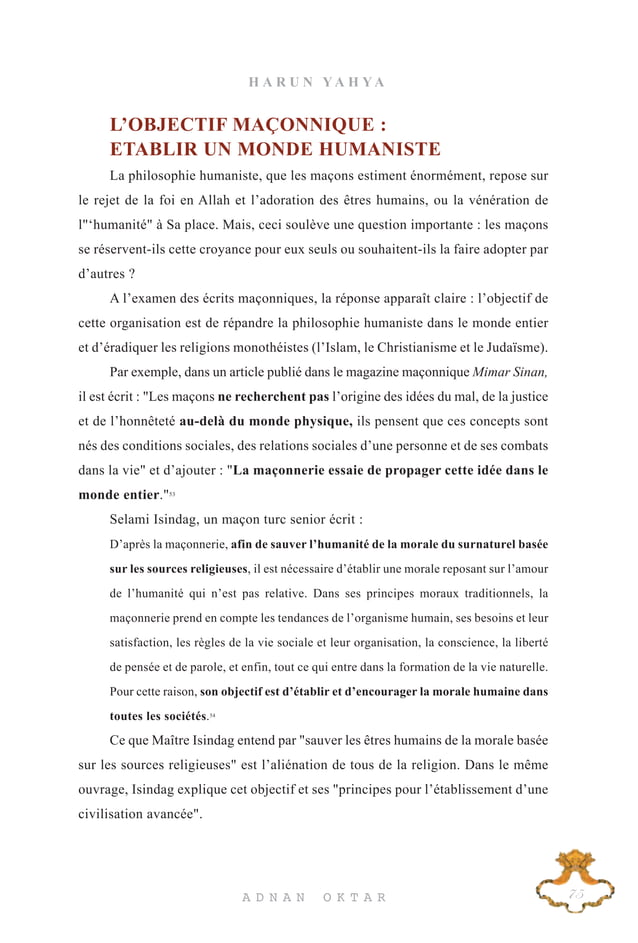 HARUN YAHYA
L’OBJECTIF MAÇONNIQUE :
ETABLIR UN MONDE HUMANISTE
La philosophie humaniste, que les maçons estiment énormément, repose sur
le rejet de la foi en Allah et l’adoration des êtres humains, ou la vénération de
l"‘humanité" à Sa place. Mais, ceci soulève une question importante : les maçons
se réservent-ils cette croyance pour eux seuls ou souhaitent-ils la faire adopter par
d’autres ?
A l’examen des écrits maçonniques, la réponse apparaît claire : l’objectif de
cette organisation est de répandre la philosophie humaniste dans le monde entier
et d’éradiquer les religions monothéistes (l’Islam, le Christianisme et le Judaïsme).
Par exemple, dans un article publié dans le magazine maçonnique Mimar Sinan,
il est écrit : "Les maçons ne recherchent pas l’origine des idées du mal, de la justice
et de l’honnêteté au-delà du monde physique, ils pensent que ces concepts sont
nés des conditions sociales, des relations sociales d’une personne et de ses combats
dans la vie" et d’ajouter : "La maçonnerie essaie de propager cette idée dans le
monde entier."53
Selami Isindag, un maçon turc senior écrit :
D’après la maçonnerie, afin de sauver l’humanité de la morale du surnaturel basée
sur les sources religieuses, il est nécessaire d’établir une morale reposant sur l’amour
de l’humanité qui n’est pas relative. Dans ses principes moraux traditionnels, la
maçonnerie prend en compte les tendances de l’organisme humain, ses besoins et leur
satisfaction, les règles de la vie sociale et leur organisation, la conscience, la liberté
de pensée et de parole, et enfin, tout ce qui entre dans la formation de la vie naturelle.
Pour cette raison, son objectif est d’établir et d’encourager la morale humaine dans
toutes les sociétés.54
Ce que Maître Isindag entend par "sauver les êtres humains de la morale basée
sur les sources religieuses" est l’aliénation de tous de la religion. Dans le même
ouvrage, Isindag explique cet objectif et ses "principes pour l’établissement d’une
civilisation avancée".
ADNAN OKTAR
75